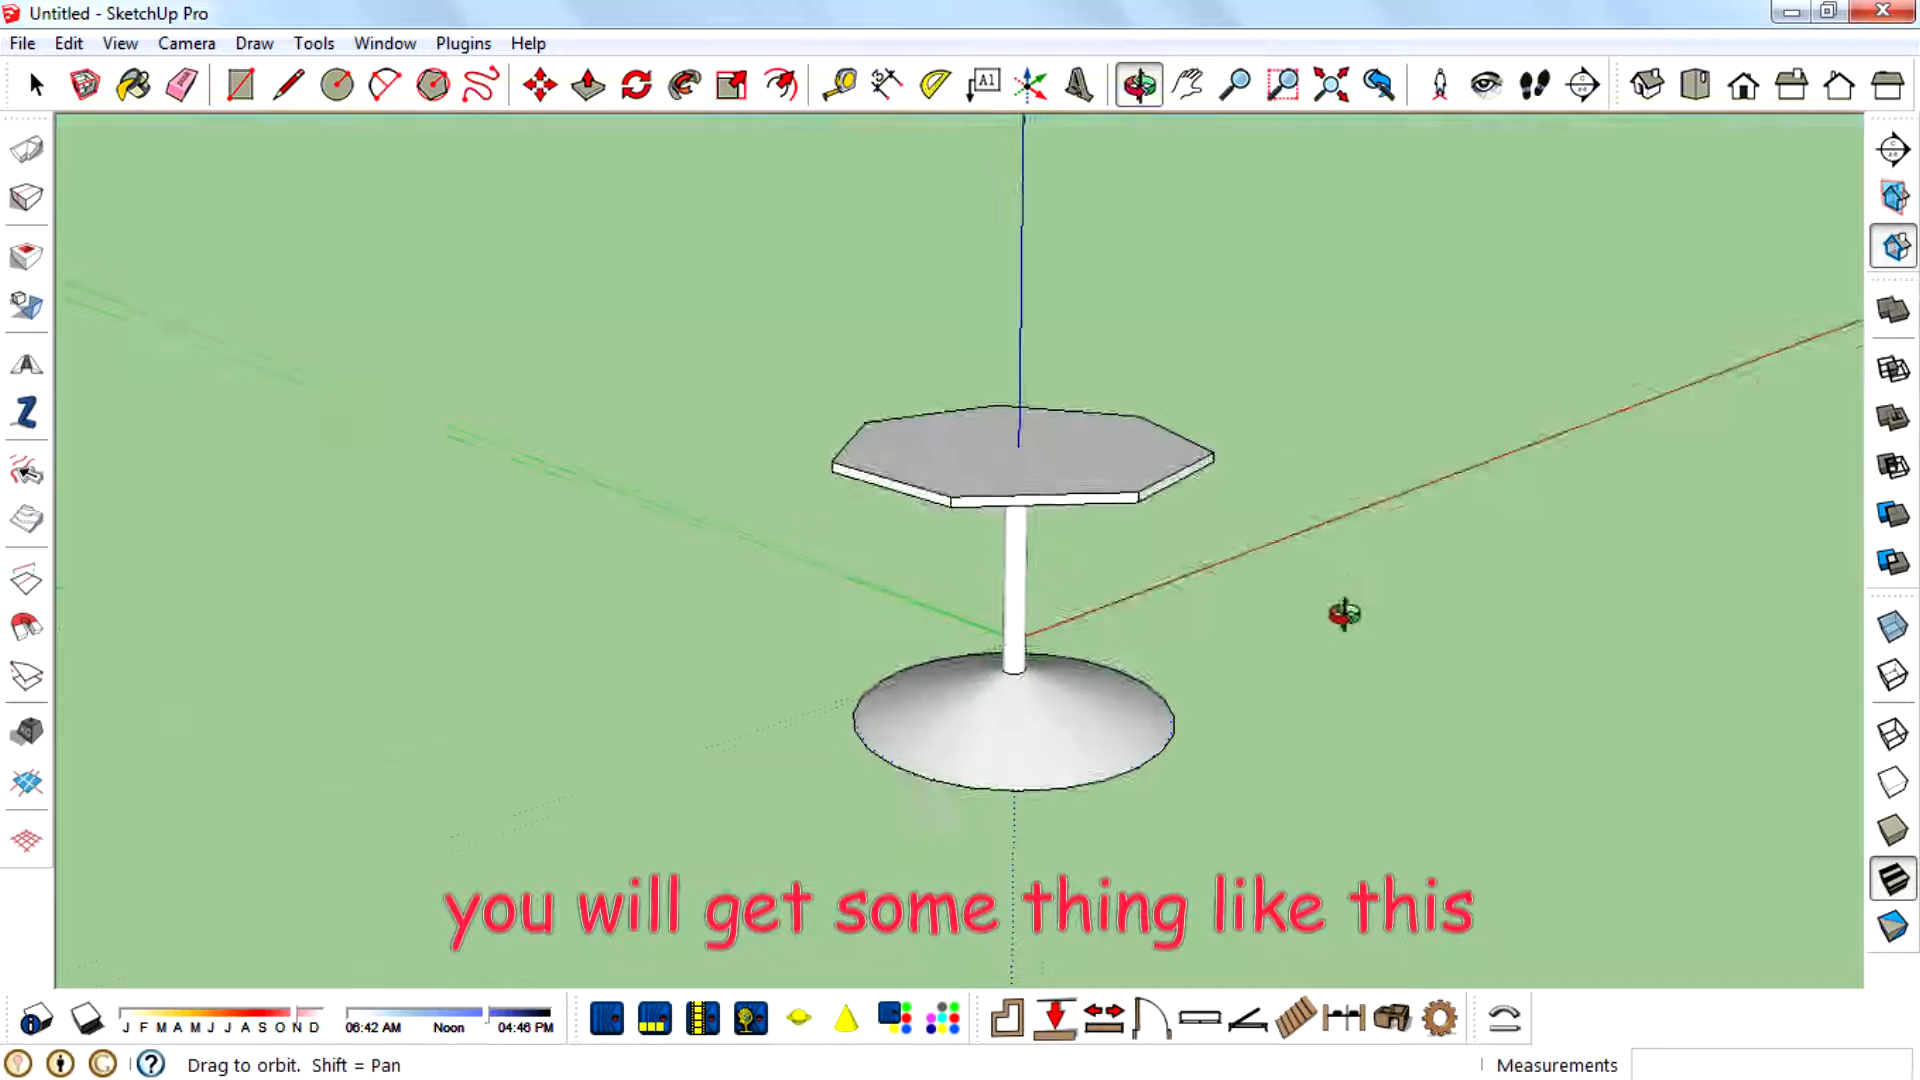 Untitled - SketchUp Pro
File Edit View Camera Draw Tools Window Plugins Help
A1
you will get some thing like this
J F M A M J J A S O N D
06:42 AM Noon 04:46 PM
Drag to orbit. Shift = Pan
Measurements